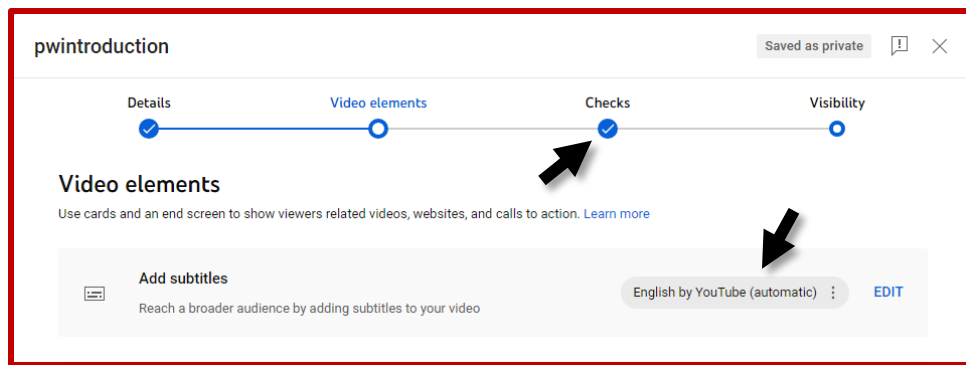 pwintroduction
Saved as private
Details
Video elements
Checks
Visibility
Video elements
Use cards and an end screen to show viewers related videos, websites, and calls to action. Learn more
Add subtitles
English by YouTube (automatic)
EDIT
Reach a broader audience by adding subtitles to your video